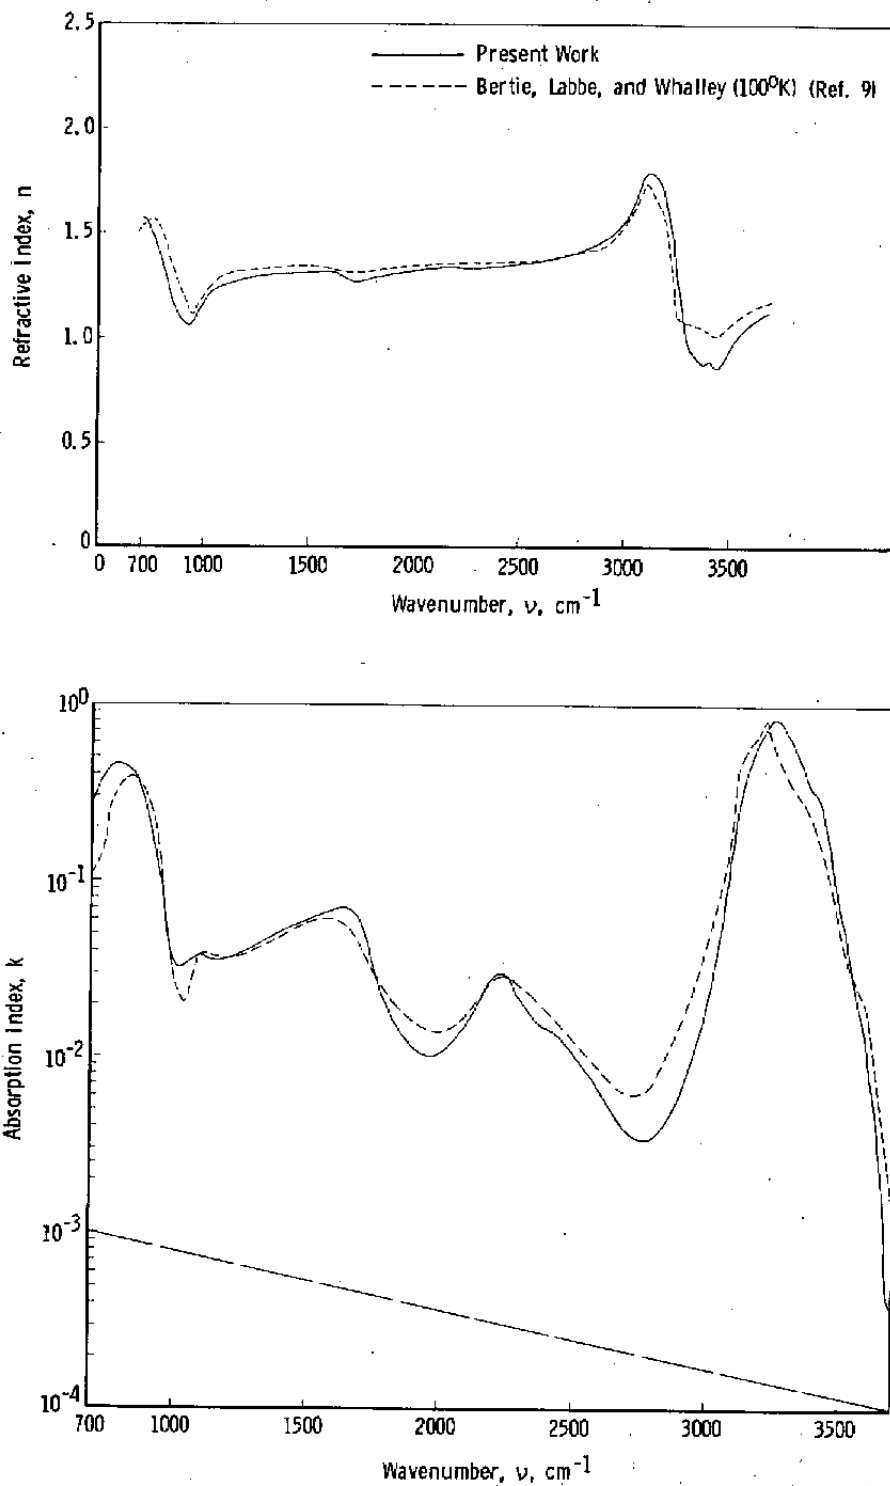 2.5
Present Work
Bertie, Labbe, and Whalley (100°K) (Ref. 9)
2.0
1.5
1.0
0.5
0
Refractive Index, n
0 700 1000 1500 2000 2500 3000 3500
Wavenumber, ν, cm⁻¹
10⁰
10⁻¹
10⁻²
10⁻³
10⁻⁴
Absorption Index, k
700 1000 1500 2000 2500 3000 3500
Wavenumber, ν, cm⁻¹